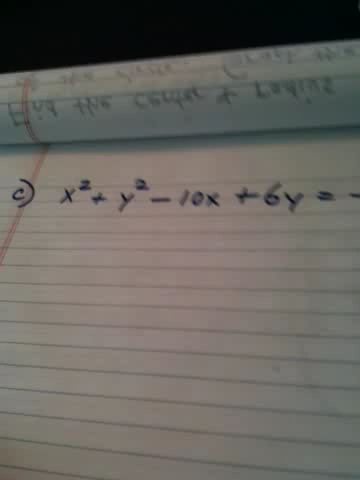 Find the center & radius
c) x² + y² - 10x + 6y = -